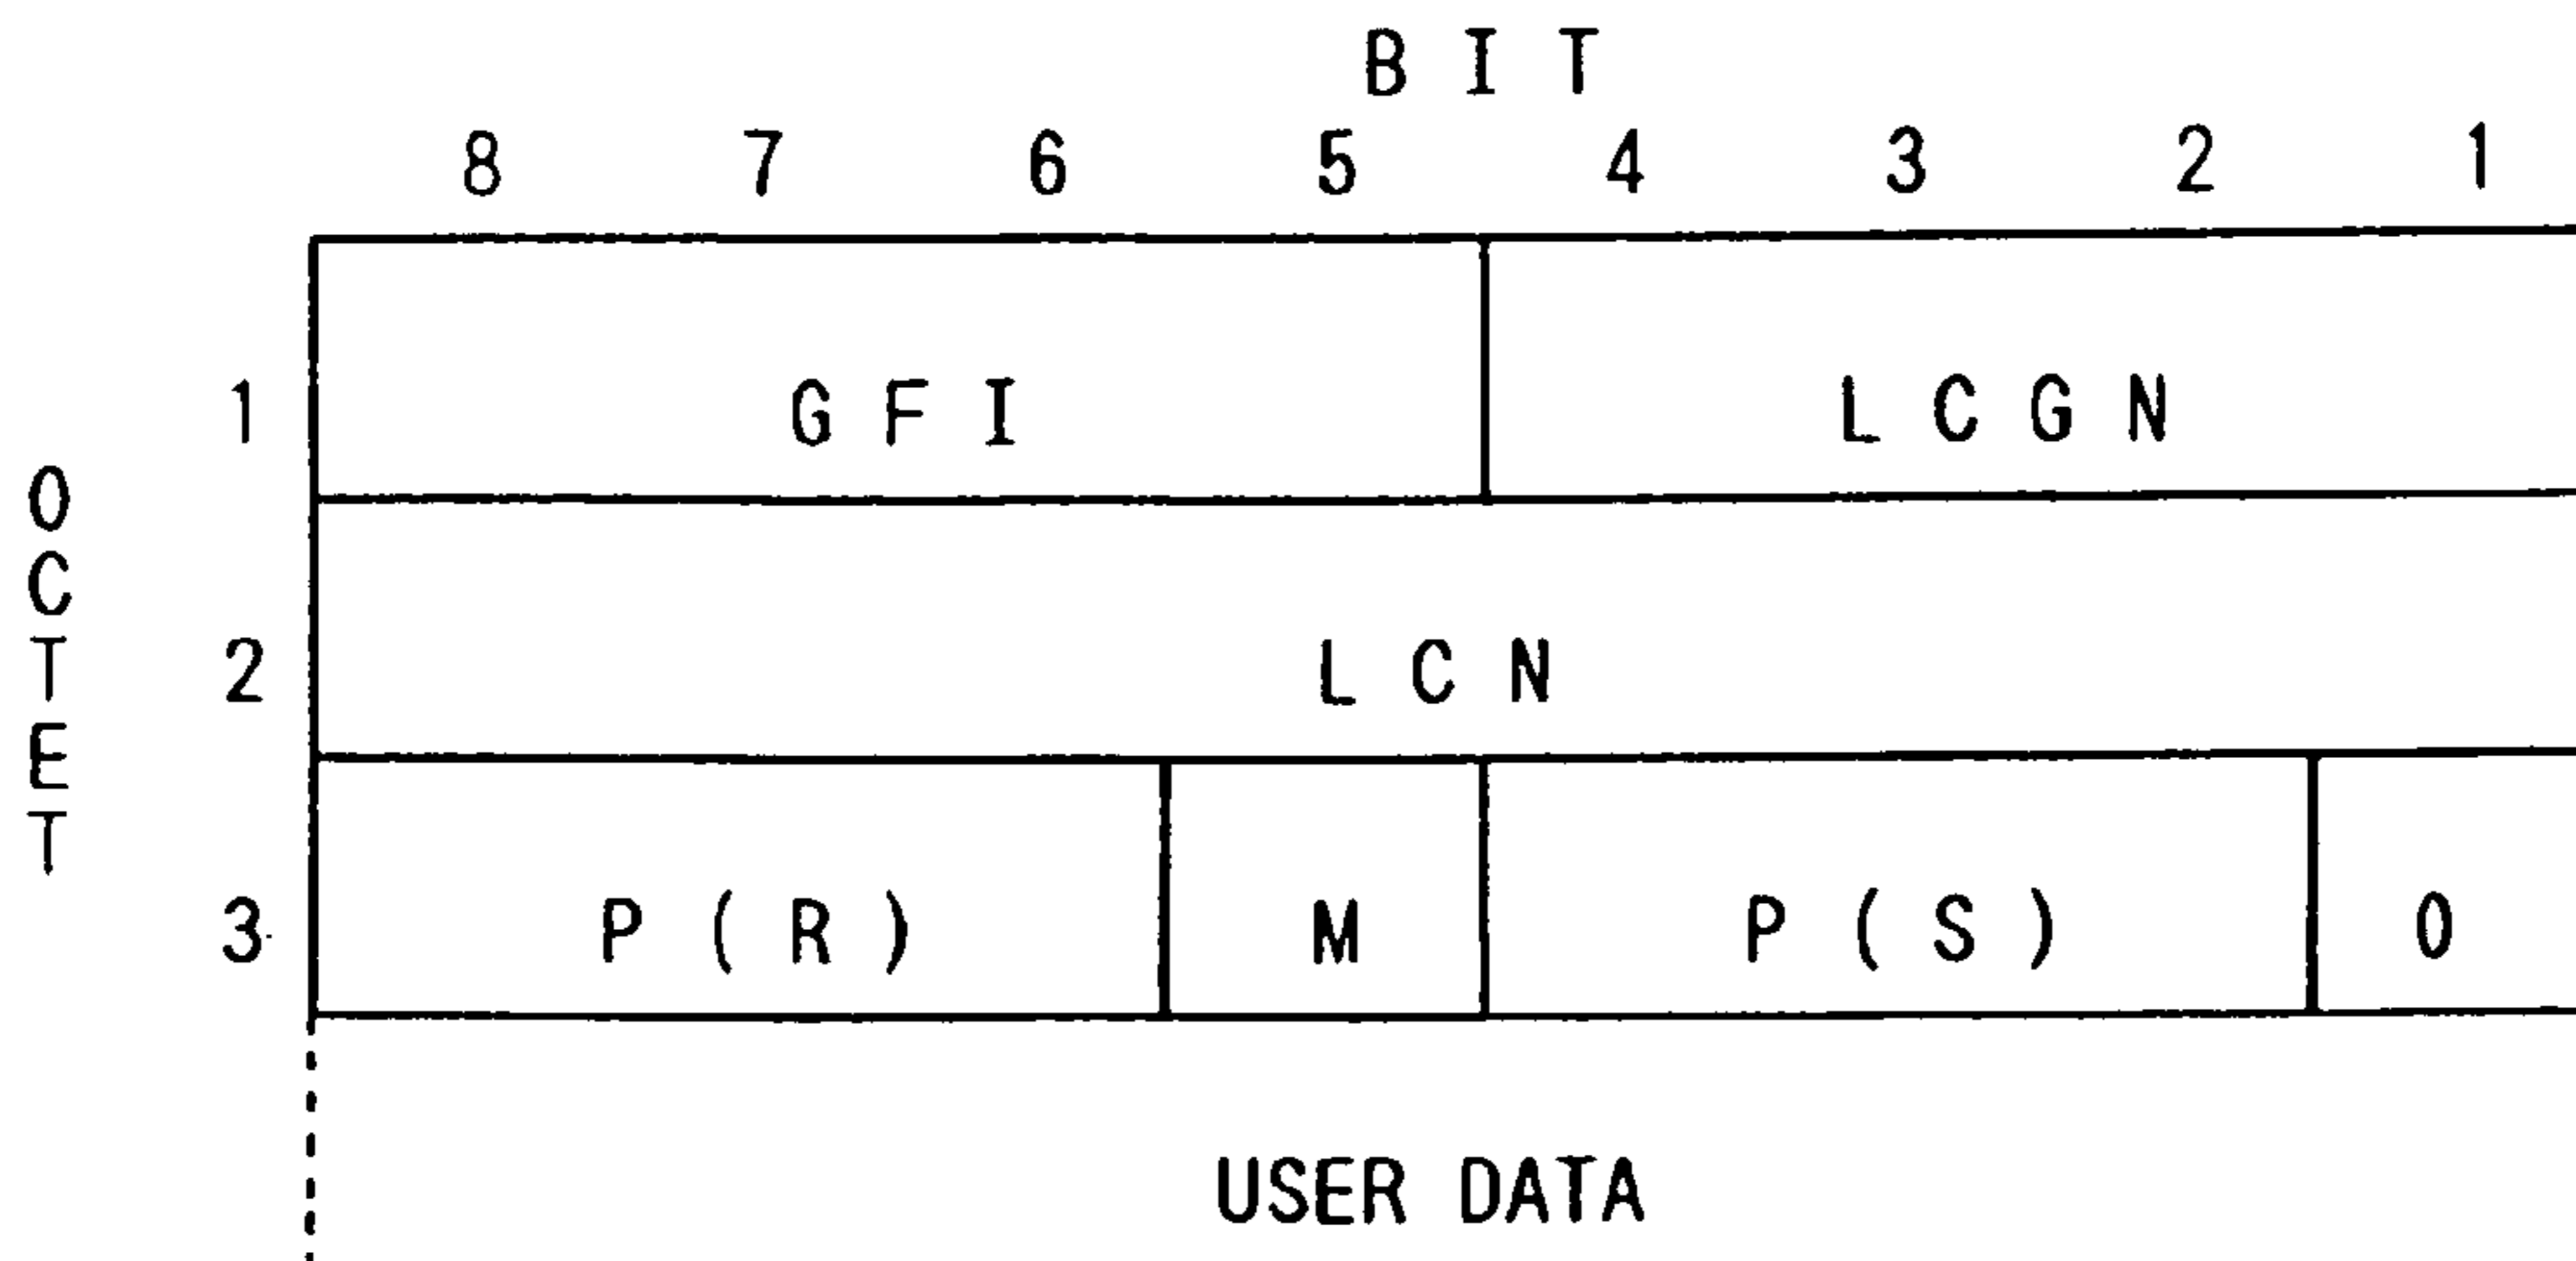 BIT
8 7 6 5 4 3 2 1
OCTET
1 GFI LCGN
2 LCN
3 P(R) M P(S) 0
USER DATA